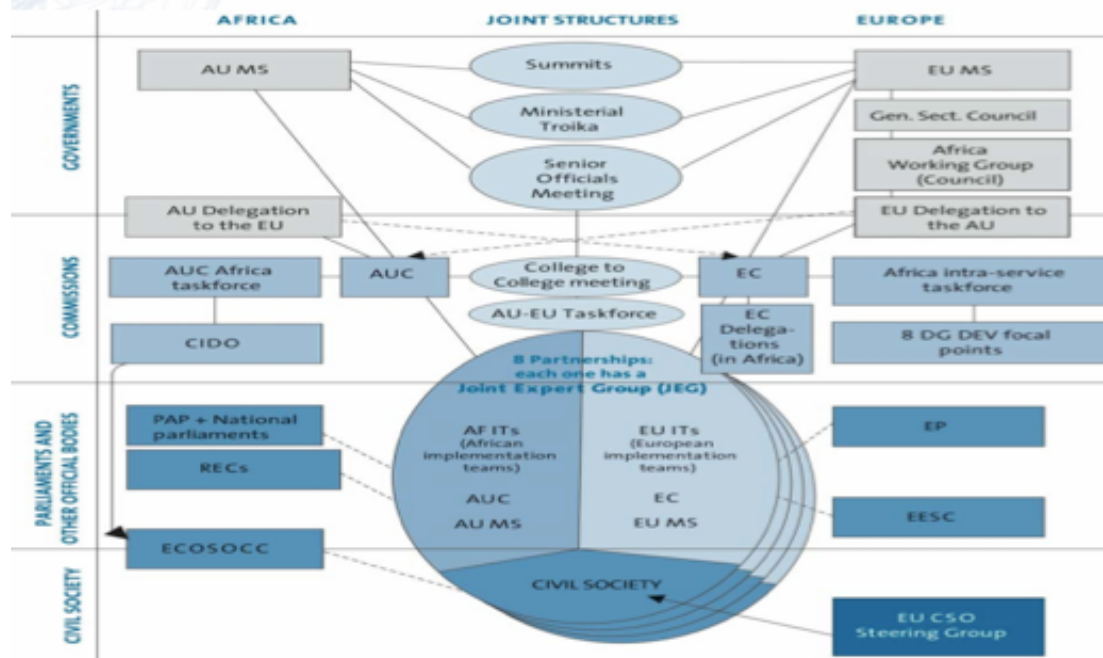 AFRICA JOINT STRUCTURES EUROPE
GOVERNMENTS
AU MS
Summits
EU MS
Ministerial
Troika
Gen. Sect. Council
Senior
Officials
Meeting
Africa
Working Group
(Council)
AU Delegation
to the EU
EU Delegation to
the AU
COMMISSIONS
AUC Africa
taskforce
AUC
College to
College meeting
EC
Africa intra-service
taskforce
AU-EU Taskforce
CIDO
EC
Delega-
tions
(in Africa)
8 DG DEV focal
points
8 Partnerships:
each one has a
Joint Expert Group (JEG)
PARLIAMENTS AND
OTHER OFFICIAL BODIES
PAP + National
parliaments
RECs
AF ITs
(African
implementation
teams)
AUC
AU MS
EU ITs
(European
implementation
teams)
EC
EU MS
EP
EESC
ECOSOCC
CIVIL SOCIETY
CIVIL SOCIETY
EU CSO
Steering Group